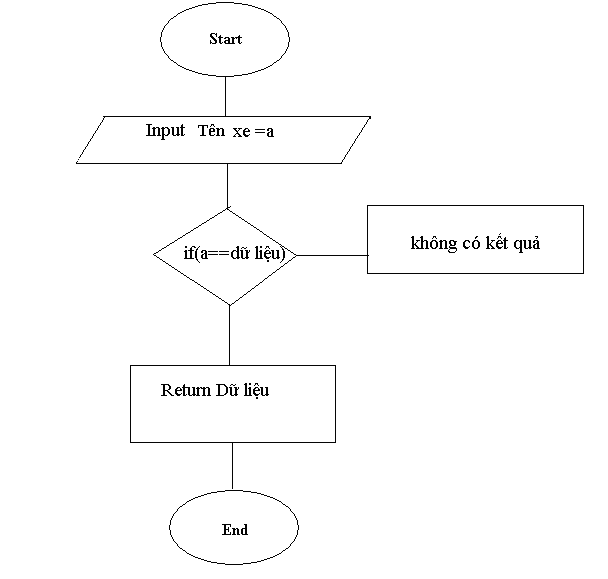 Start
Input Tên xe =a
if(a==dữ liệu)
không có kết quả
Return Dữ liệu
End